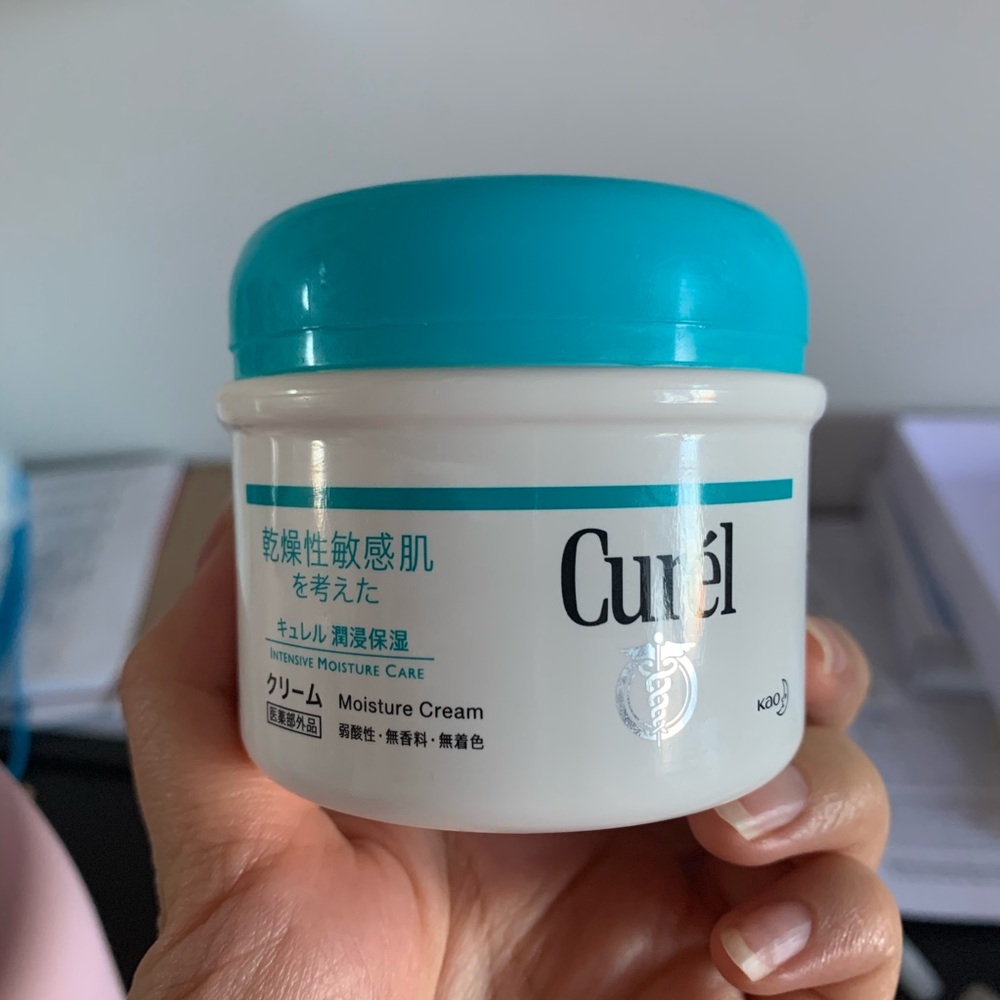 乾燥性敏感肌
を考えた
キュレル 潤浸保湿
INTENSIVE MOISTURE CARE
クリーム Moisture Cream
医薬部外品
弱酸性・無香料・無着色
Curél
Kao